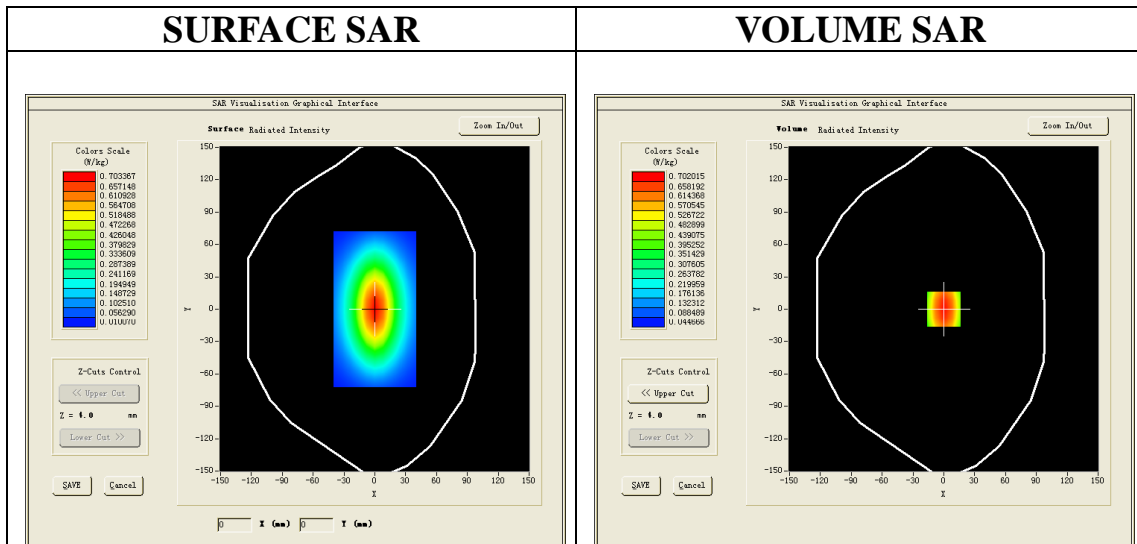 SURFACE SAR
VOLUME SAR
SAR Visualisation Graphical Interface
Surface Radiated Intensity
Zoom In/Out
Colors Scale
(W/kg)
0.703367
0.657148
0.610928
0.564708
0.518488
0.472268
0.426048
0.379829
0.333609
0.287389
0.241169
0.194949
0.148729
0.102510
0.056290
0.010070
150
120
90
60
30
0
-30
-60
-90
-120
-150
Y
-150 -120 -90 -60 -30 0 30 60 90 120 150
X
Z-Cuts Control
<< Upper Cut
Z = 4.0 mm
Lower Cut >>
SAVE Cancel
0 X (mm) 0 Y (mm)
SAR Visualisation Graphical Interface
Volume Radiated Intensity
Zoom In/Out
Colors Scale
(W/kg)
0.702015
0.658192
0.614368
0.570545
0.526722
0.482899
0.439075
0.395252
0.351429
0.307605
0.263782
0.219959
0.176136
0.132312
0.088489
0.044666
150
120
90
60
30
0
-30
-60
-90
-120
-150
Y
-150 -120 -90 -60 -30 0 30 60 90 120 150
X
Z-Cuts Control
<< Upper Cut
Z = 4.0 mm
Lower Cut >>
SAVE Cancel